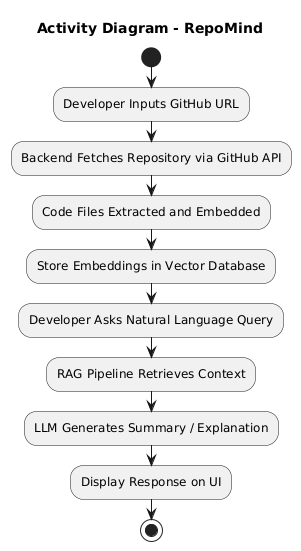 Activity Diagram - RepoMind
Developer Inputs GitHub URL
Backend Fetches Repository via GitHub API
Code Files Extracted and Embedded
Store Embeddings in Vector Database
Developer Asks Natural Language Query
RAG Pipeline Retrieves Context
LLM Generates Summary / Explanation
Display Response on UI